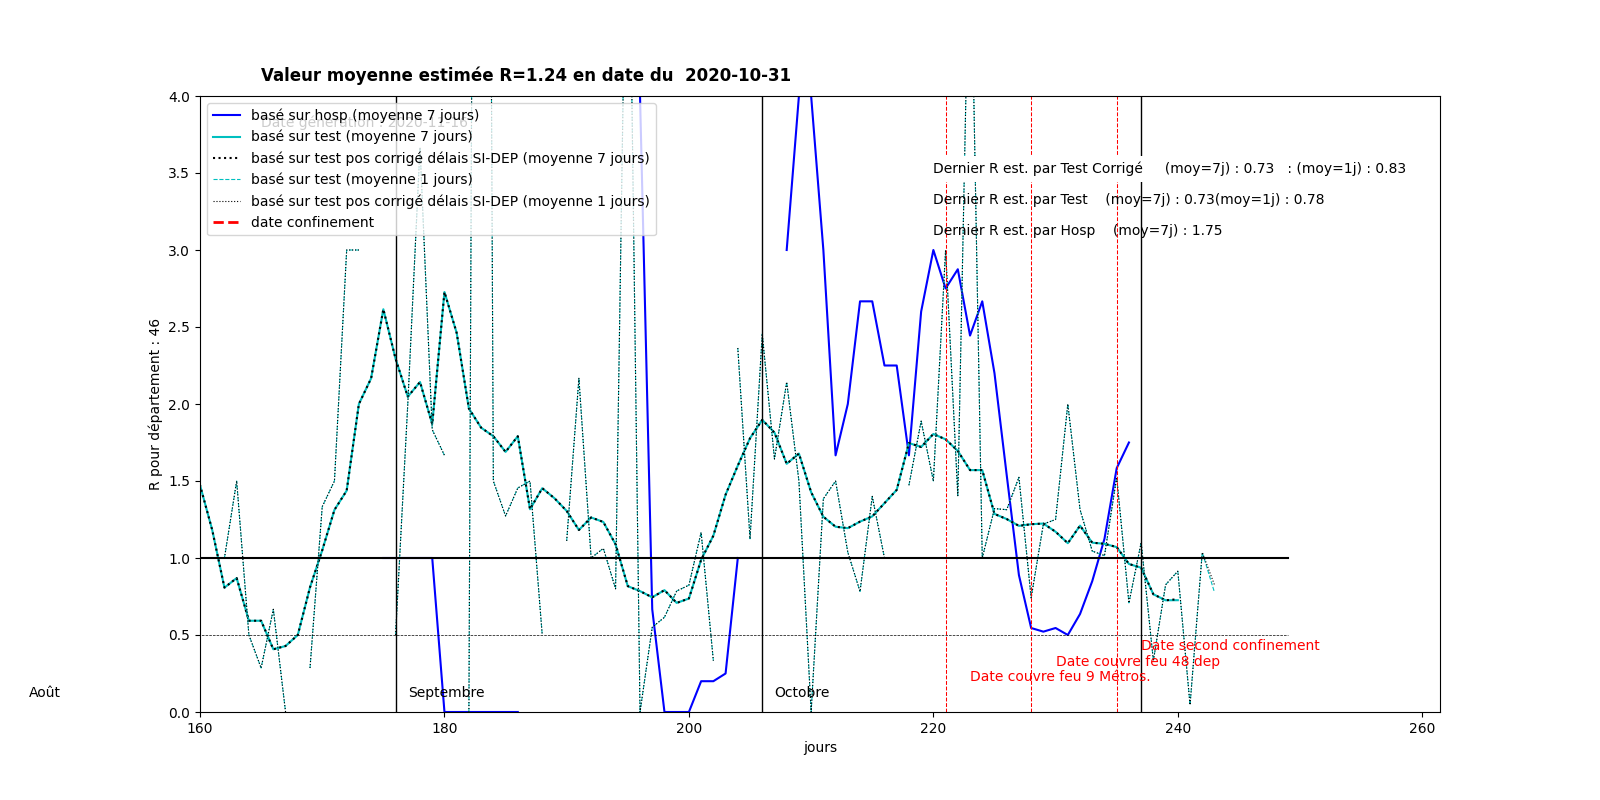 Valeur moyenne estimée R=1.24 en date du  2020-10-31
4.0
3.5
3.0
2.5
2.0
1.5
1.0
0.5
0.0
R pour département : 46
basé sur hosp (moyenne 7 jours)
basé sur test (moyenne 7 jours)
basé sur test pos corrigé délais SI-DEP (moyenne 7 jours)
basé sur test (moyenne 1 jours)
basé sur test pos corrigé délais SI-DEP (moyenne 1 jours)
date confinement
Dernier R est. par Test Corrigé     (moy=7j) : 0.73   : (moy=1j) : 0.83
Dernier R est. par Test    (moy=7j) : 0.73(moy=1j) : 0.78
Dernier R est. par Hosp    (moy=7j) : 1.75
Date second confinement
Date couvre feu 48 dep
Date couvre feu 9 Métros.
Août
Septembre
Octobre
160
180
200
220
240
260
jours